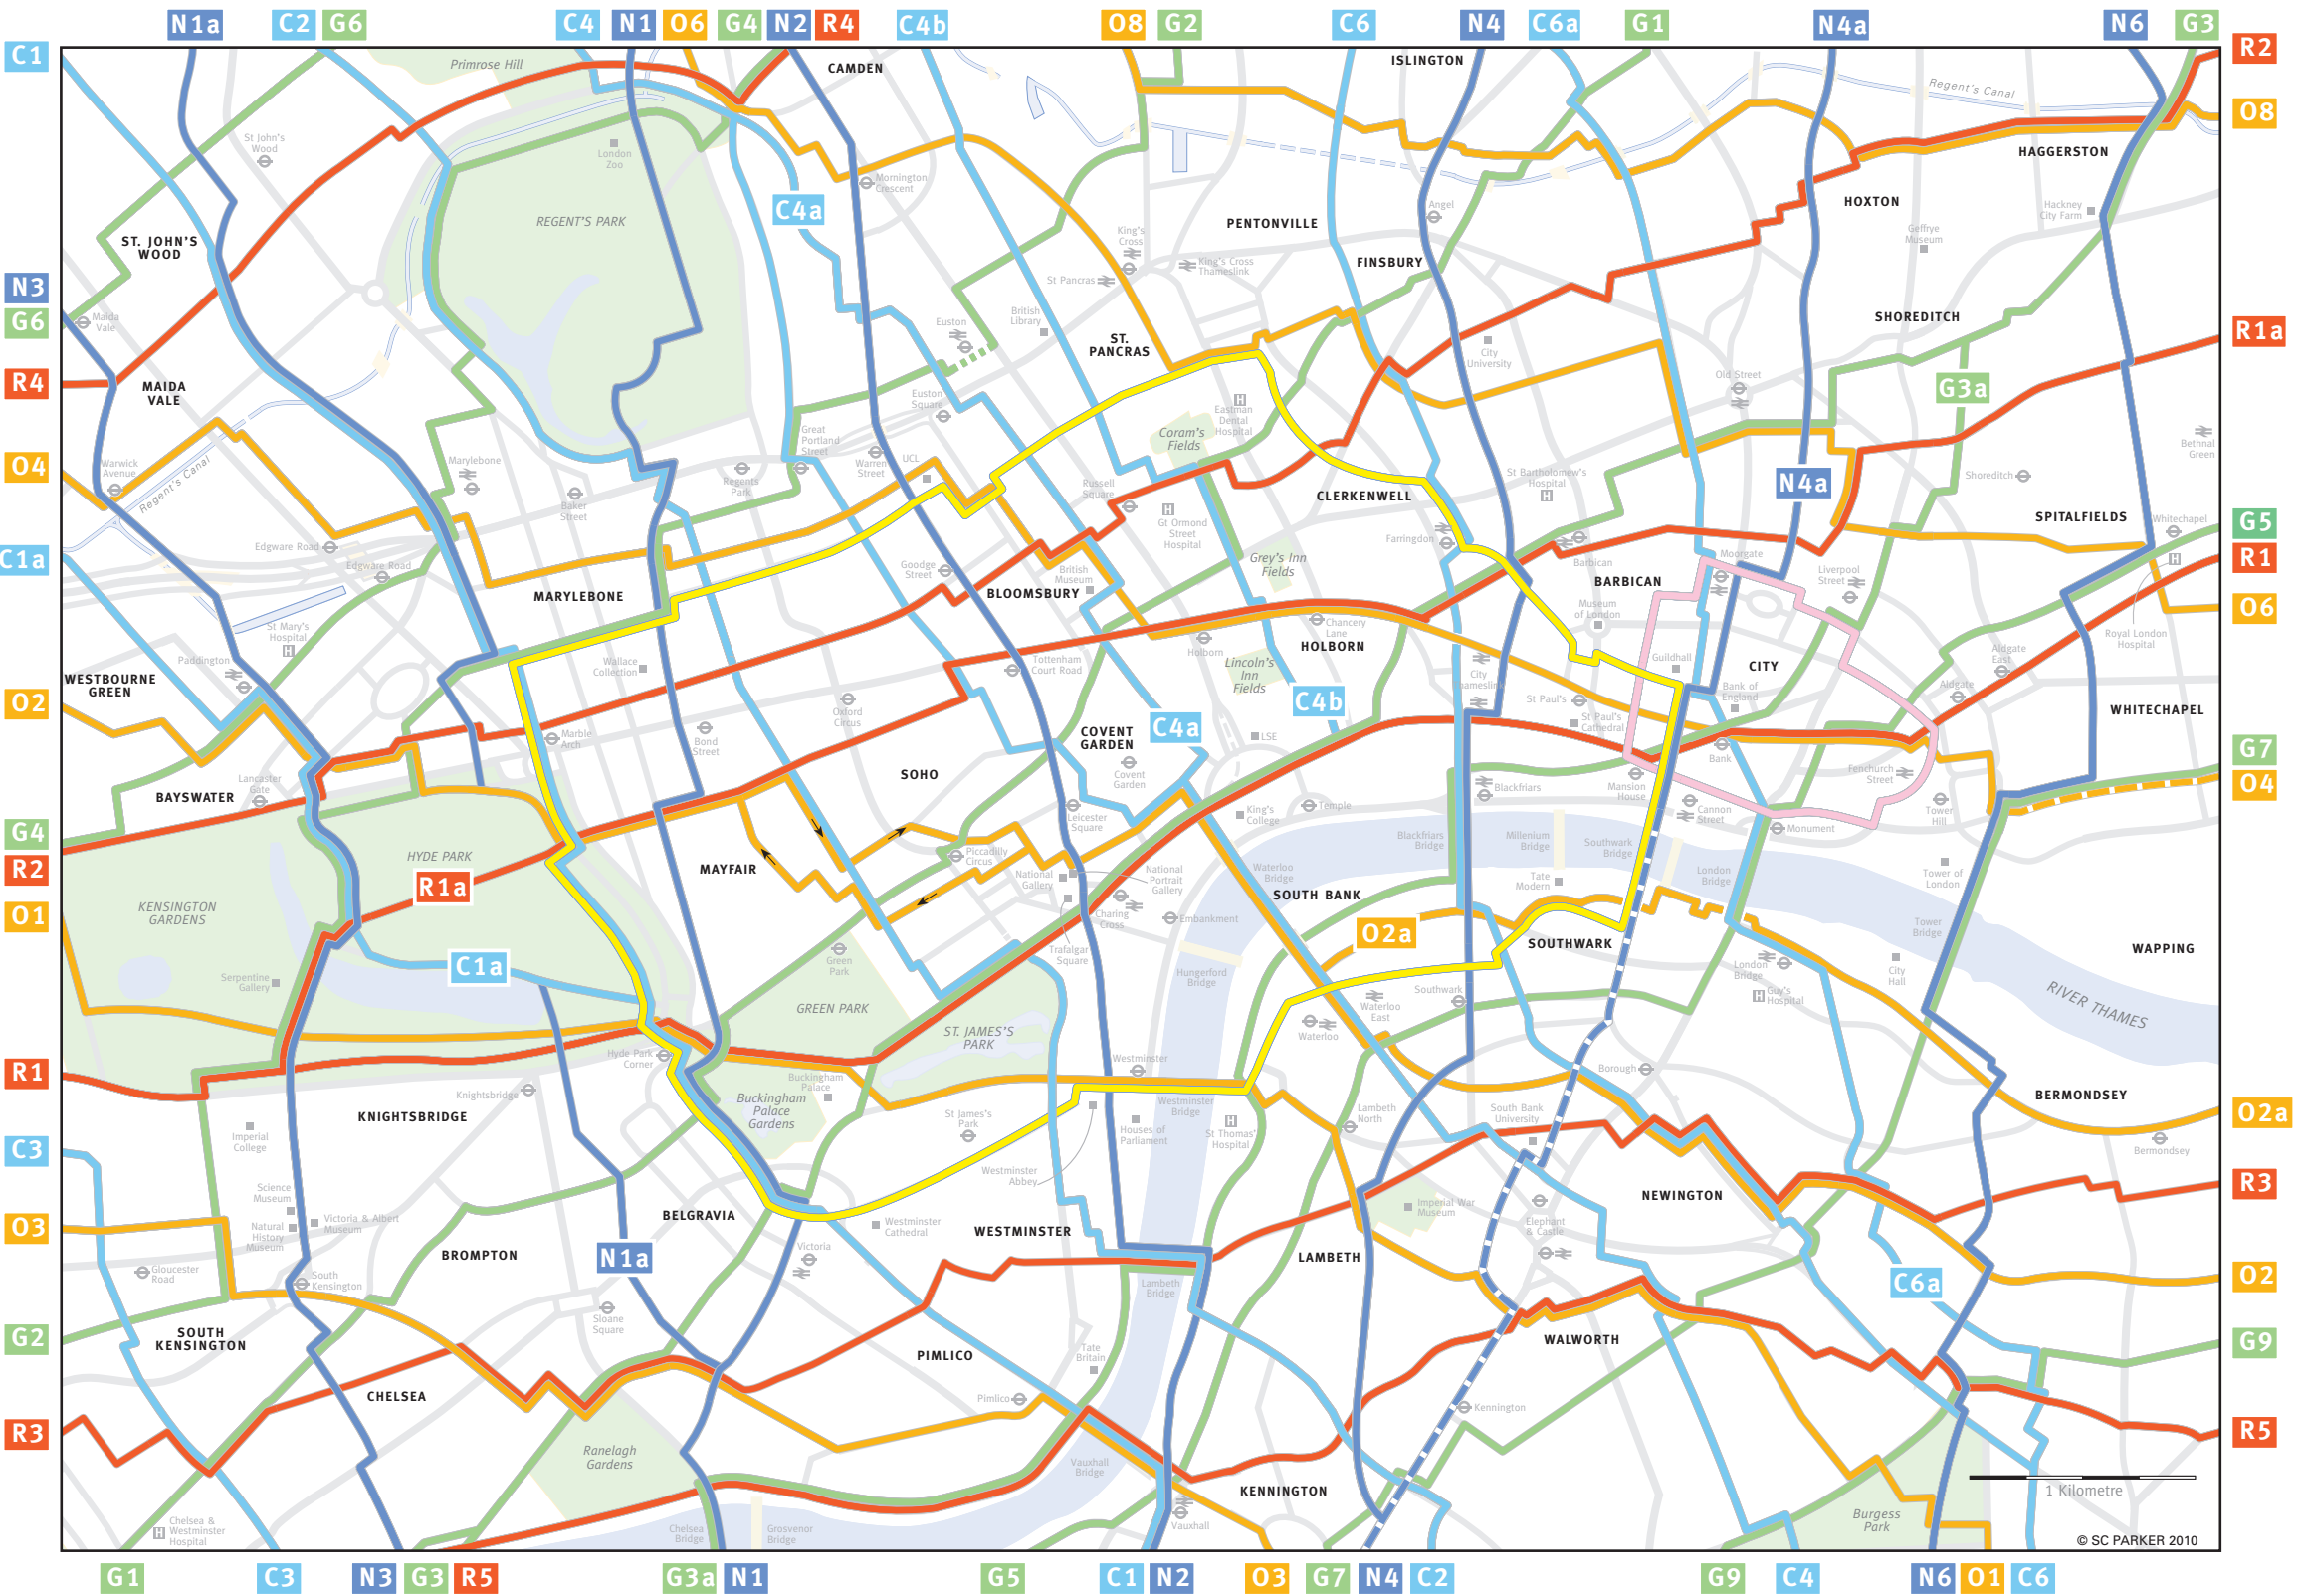 N1a
C2
G6
C4
N1
O6
G4
N2
R4
C4b
O8
G2
C6
N4
C6a
G1
N4a
N6
G3
C1
R2
Primrose Hill
CAMDEN
ISLINGTON
Regent's Canal
O8
St John's
Wood
London
Zoo
HAGGERSTON
Mornington
Crescent
C4a
HOXTON
Angel
Hackney
City Farm
REGENT'S PARK
PENTONVILLE
ST. JOHN'S
WOOD
King's
Cross
Geffrye
Museum
FINSBURY
King's Cross
Thameslink
St Pancras
N3
G6
Maida
Vale
British
Library
Euston
SHOREDITCH
R1a
ST.
PANCRAS
City
University
R4
MAIDA
VALE
Old Street
G3a
Euston
Square
Eastman
Dental
Hospital
Coram's
Fields
Great
Portland
Street
Bethnal
Green
O4
Warwick
Avenue
Regent's Canal
Marylebone
Warren
Street
UCL
Regents
Park
Russell
Square
St Bartholomew's
Hospital
N4a
Shoreditch
Baker
Street
CLERKENWELL
SPITALFIELDS
Whitechapel
G5
Gt Ormond
Street
Hospital
Edgware Road
Farringdon
Edgware Road
C1a
Goodge
Street
British
Museum
Grey's Inn
Fields
Barbican
Moorgate
Liverpool
Street
R1
MARYLEBONE
BLOOMSBURY
BARBICAN
Museum
of London
O6
St Mary's
Hospital
Chancery
Lane
Holborn
HOLBORN
Royal London
Hospital
Paddington
Wallace
Collection
Tottenham
Court Road
Lincoln's
Inn
Fields
Guildhall
CITY
Aldgate
East
WESTBOURNE
GREEN
City
Thameslink
Bank of
England
Aldgate
O2
C4b
St Paul's
Oxford
Circus
WHITECHAPEL
C4a
St Paul's
Cathedral
Marble
Arch
Bond
Street
COVENT
GARDEN
LSE
Bank
G7
Lancaster
Gate
SOHO
Covent
Garden
Fenchurch
Street
O4
BAYSWATER
Blackfriars
Mansion
House
Tower
Hill
King's
College
Temple
Leicester
Square
Cannon
Street
Monument
G4
Blackfriars
Bridge
Millenium
Bridge
Southwark
Bridge
HYDE PARK
Piccadilly
Circus
R2
MAYFAIR
National
Gallery
National
Portrait
Gallery
Waterloo
Bridge
London
Bridge
Tower of
London
R1a
Tate
Modern
SOUTH BANK
O1
KENSINGTON
GARDENS
Charing
Cross
Embankment
Tower
Bridge
O2a
SOUTHWARK
WAPPING
Green
Park
Trafalgar
Square
C1a
Hungerford
Bridge
London
Bridge
City
Hall
Serpentine
Gallery
Southwark
Guy's
Hospital
RIVER THAMES
GREEN PARK
Waterloo
East
ST. JAMES'S
PARK
Waterloo
Hyde Park
Corner
Westminster
Borough
R1
Buckingham
Palace
Knightsbridge
BERMONDSEY
Buckingham
Palace
Gardens
Westminster
Bridge
Lambeth
North
South Bank
University
O2a
KNIGHTSBRIDGE
St James's
Park
Imperial
College
Houses of
Parliament
St Thomas'
Hospital
C3
Bermondsey
Westminster
Abbey
Science
Museum
R3
NEWINGTON
Imperial War
Museum
BELGRAVIA
Natural
History
Museum
Victoria & Albert
Museum
O3
Westminster
Cathedral
WESTMINSTER
Elephant
& Castle
BROMPTON
N1a
Victoria
LAMBETH
Gloucester
Road
South
Kensington
Lambeth
Bridge
C6a
O2
Sloane
Square
G2
SOUTH
KENSINGTON
WALWORTH
G9
PIMLICO
Tate
Britain
CHELSEA
Pimlico
Kennington
R3
R5
Ranelagh
Gardens
Vauxhall
Bridge
KENNINGTON
1 Kilometre
Chelsea &
Westminster
Hospital
Chelsea
Bridge
Grosvenor
Bridge
Vauxhall
Burgess
Park
© SC PARKER 2010
G1
C3
N3
G3
R5
G3a
N1
G5
C1
N2
O3
G7
N4
C2
G9
C4
N6
O1
C6